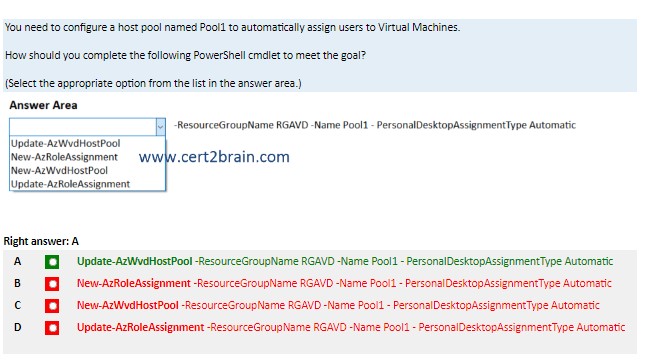 You need to configure a host pool named Pool1 to automatically assign users to Virtual Machines.
How should you complete the following PowerShell cmdlet to meet the goal?
(Select the appropriate option from the list in the answer area.)
Answer Area
-ResourceGroupName RGAVD -Name Pool1 - PersonalDesktopAssignmentType Automatic
Update-AzWvdHostPool
New-AzRoleAssignment
New-AzWvdHostPool
Update-AzRoleAssignment
www.cert2brain.com
Right answer: A
A Update-AzWvdHostPool -ResourceGroupName RGAVD -Name Pool1 - PersonalDesktopAssignmentType Automatic
B New-AzRoleAssignment -ResourceGroupName RGAVD -Name Pool1 - PersonalDesktopAssignmentType Automatic
C New-AzWvdHostPool -ResourceGroupName RGAVD -Name Pool1 - PersonalDesktopAssignmentType Automatic
D Update-AzRoleAssignment -ResourceGroupName RGAVD -Name Pool1 - PersonalDesktopAssignmentType Automatic